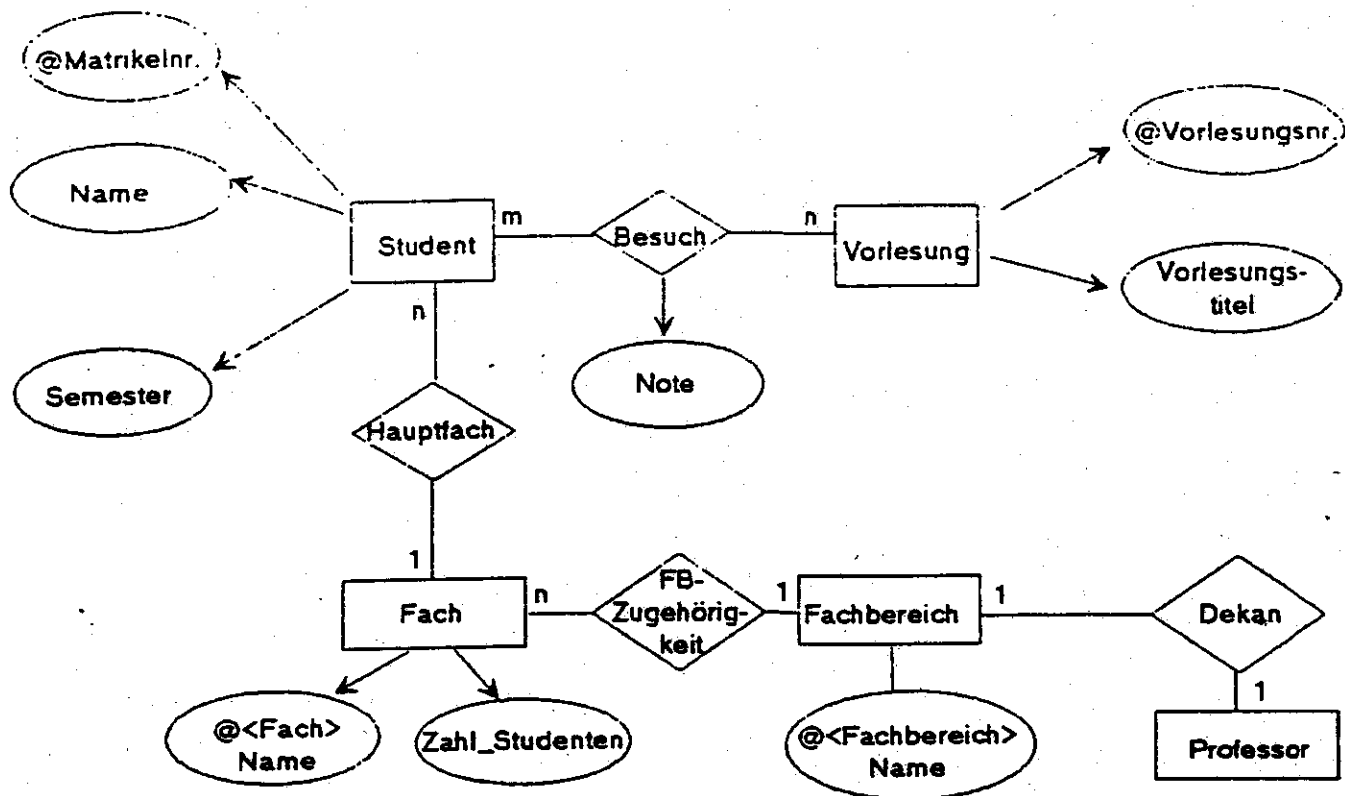 @Matrikelnr.
Name
Semester
Student
m
Besuch
n
Vorlesung
@Vorlesungsnr.
Vorlesungs-
titel
Note
n
Hauptfach
1
Fach
n
FB-
Zugehörig-
keit
1
Fachbereich
1
Dekan
1
Professor
@<Fach>
Name
Zahl_Studenten
@<Fachbereich>
Name